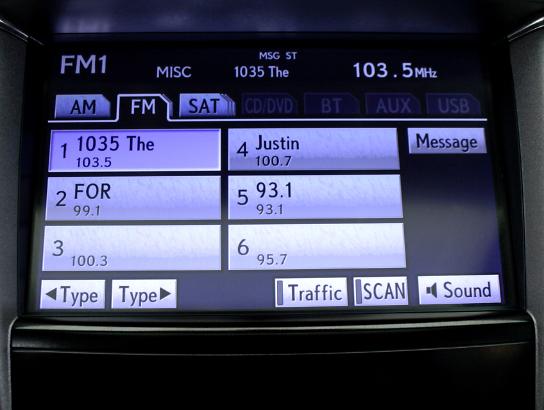 FM1 MISC MSG ST 1035 The 103.5MHz
AM FM SAT CD/DVD BT AUX USB
1 1035 The
103.5
4 Justin
100.7
Message
2 FOR
99.1
5 93.1
93.1
3
100.3
6
95.7
◀Type Type▶ Traffic SCAN Sound